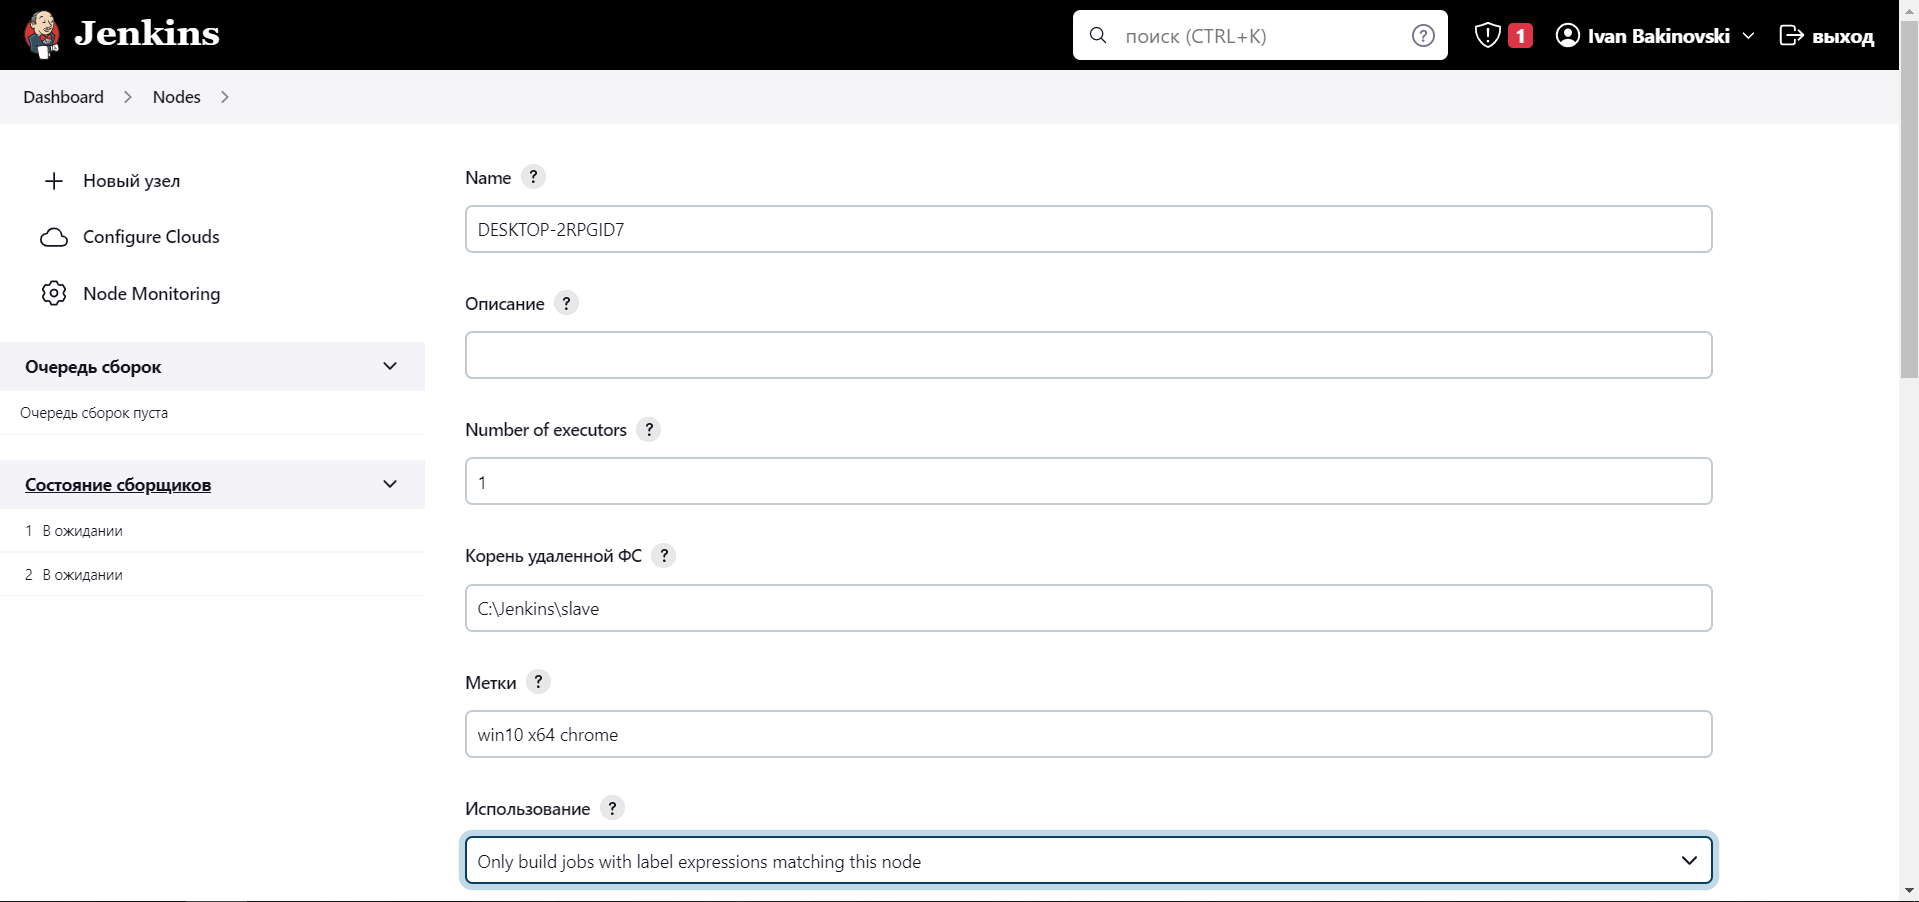 Jenkins
поиск (CTRL+K)
?
1
Ivan Bakinovski
выход
Dashboard
Nodes
Новый узел
Configure Clouds
Node Monitoring
Очередь сборок
Очередь сборок пуста
Состояние сборщиков
1 В ожидании
2 В ожидании
Name ?
DESKTOP-2RPGID7
Описание ?
Number of executors ?
1
Корень удаленной ФС ?
C:\Jenkins\slave
Метки ?
win10 x64 chrome
Использование ?
Only build jobs with label expressions matching this node